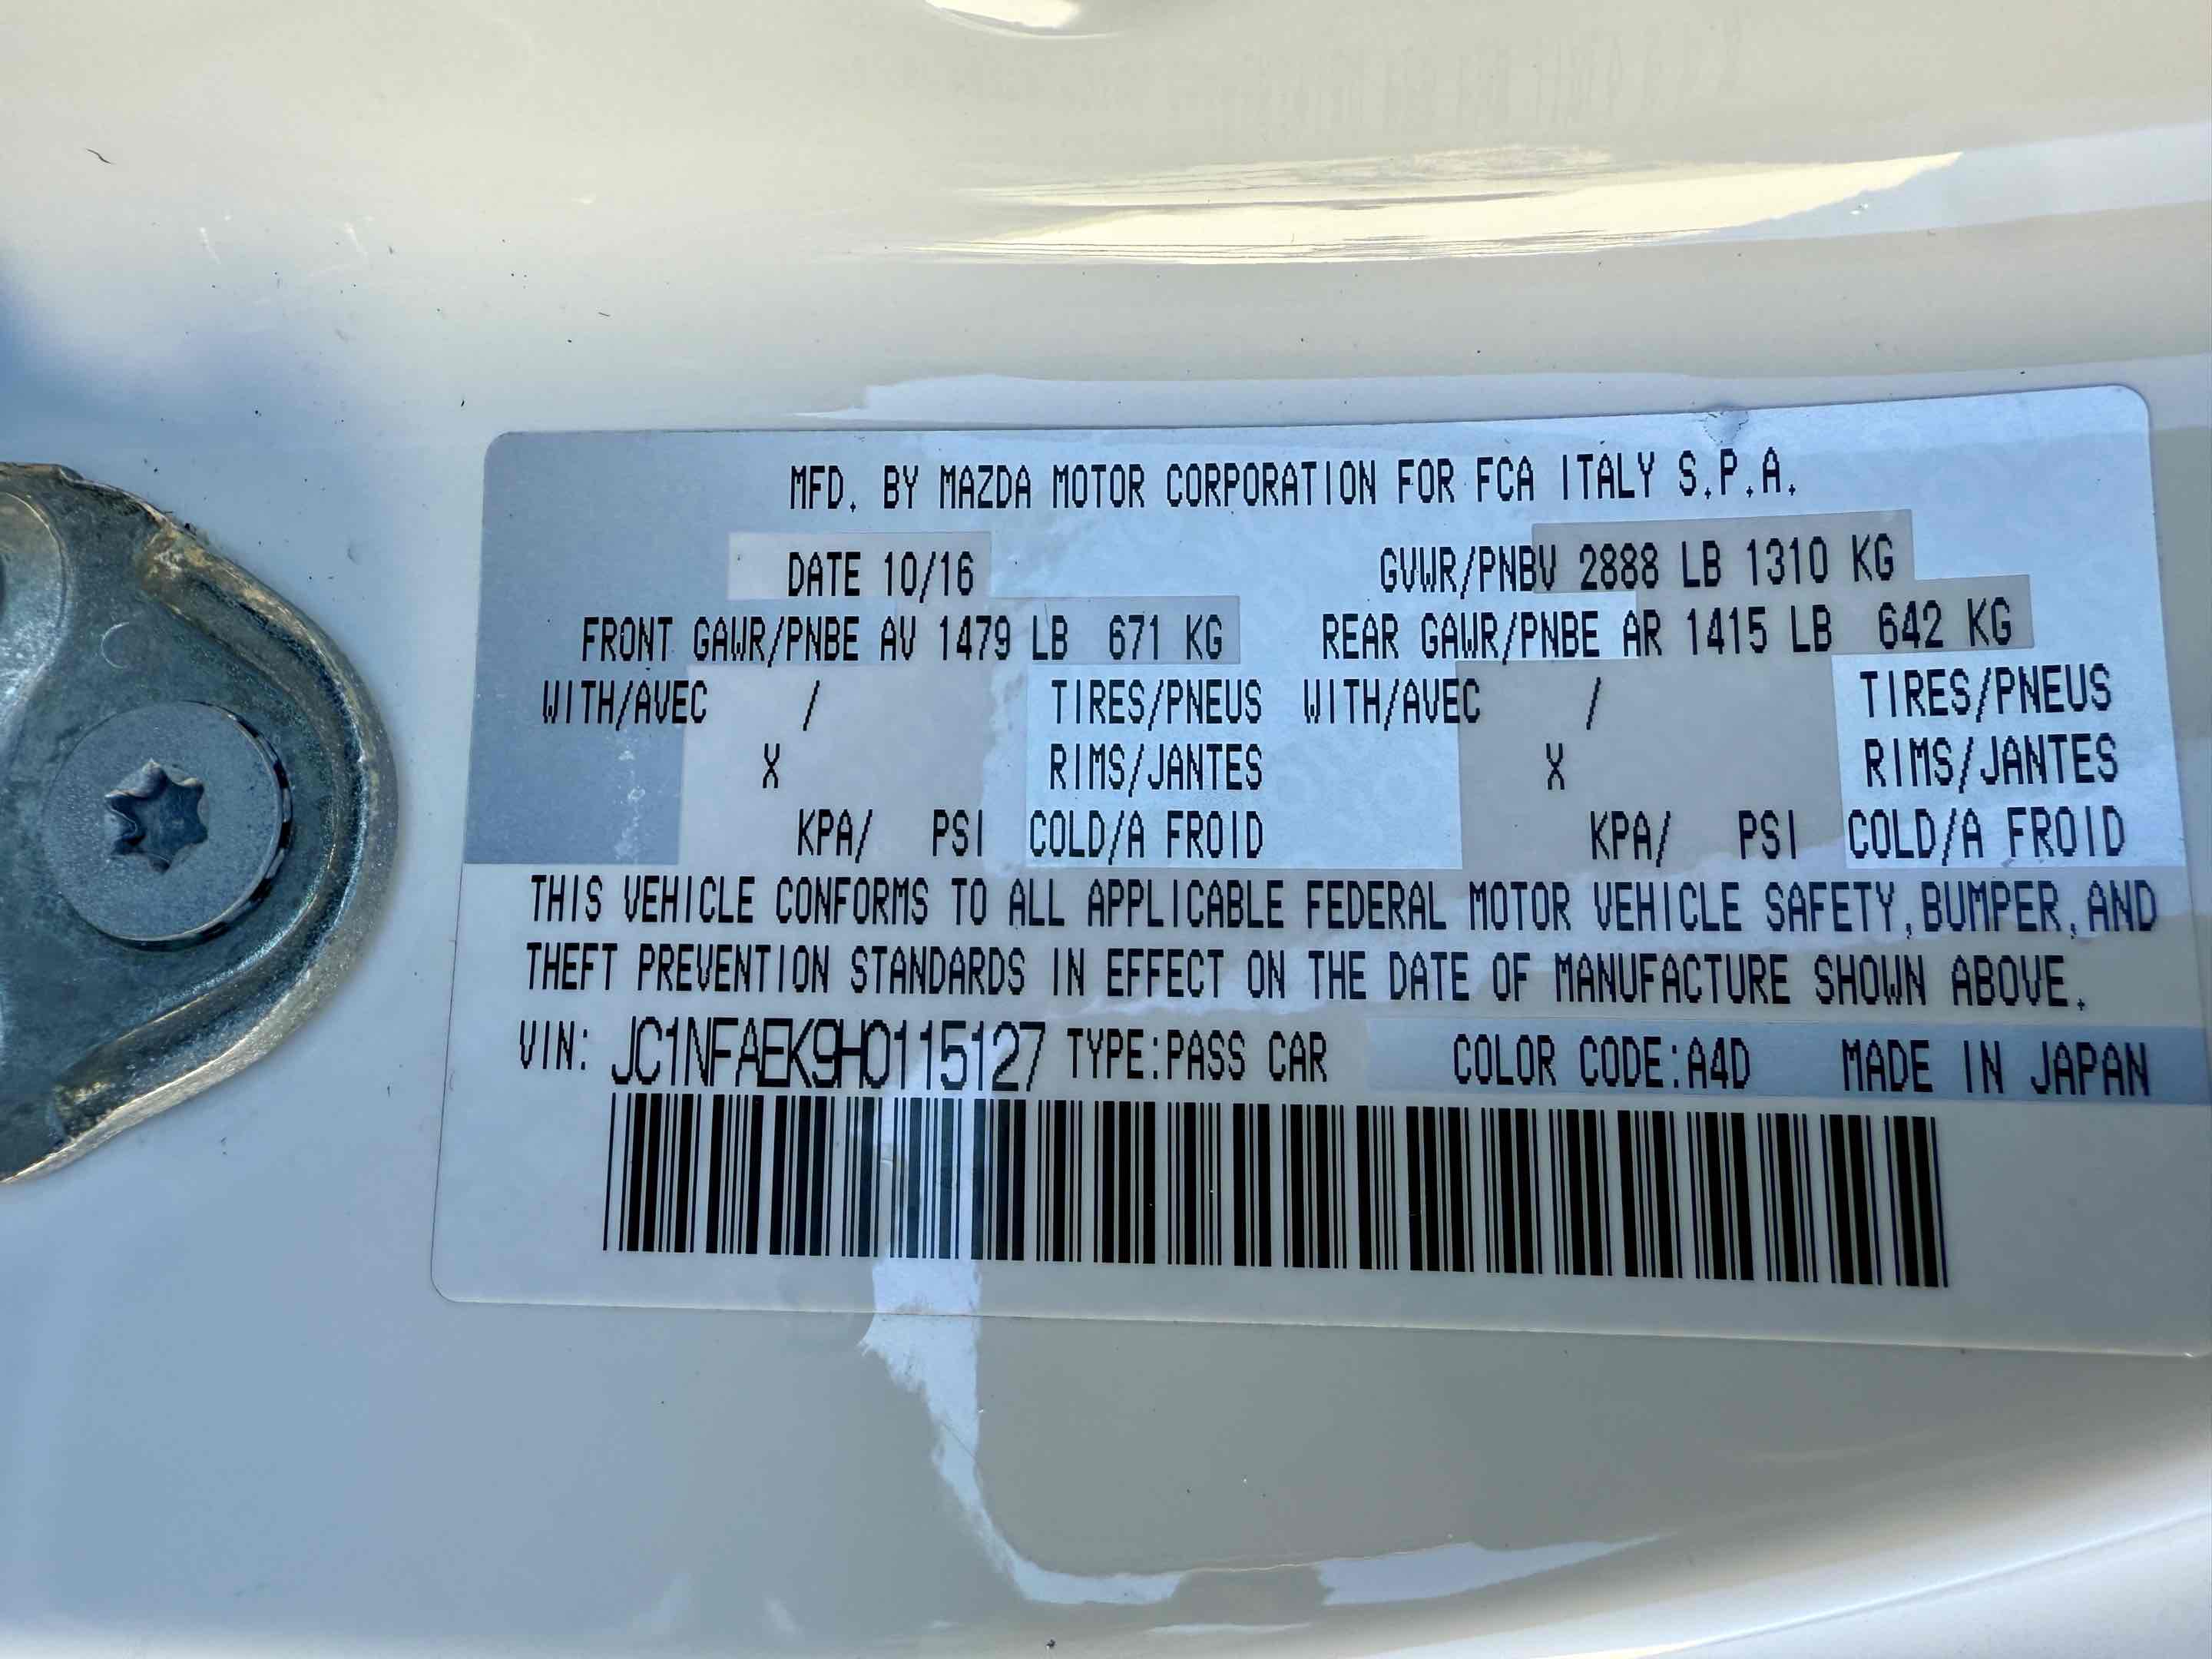 MFD. BY MAZDA MOTOR CORPORATION FOR FCA ITALY S.P.A.
DATE 10/16 GVWR/PNBV 2888 LB 1310 KG
FRONT GAWR/PNBE AV 1479 LB 671 KG REAR GAWR/PNBE AR 1415 LB 642 KG
WITH/AVEC / TIRES/PNEUS WITH/AVEC / TIRES/PNEUS
X RIMS/JANTES X RIMS/JANTES
KPA/ PSI COLD/A FROID KPA/ PSI COLD/A FROID
THIS VEHICLE CONFORMS TO ALL APPLICABLE FEDERAL MOTOR VEHICLE SAFETY,BUMPER,AND
THEFT PREVENTION STANDARDS IN EFFECT ON THE DATE OF MANUFACTURE SHOWN ABOVE.
VIN: JC1NFAEK9H0115127 TYPE:PASS CAR COLOR CODE:A4D MADE IN JAPAN